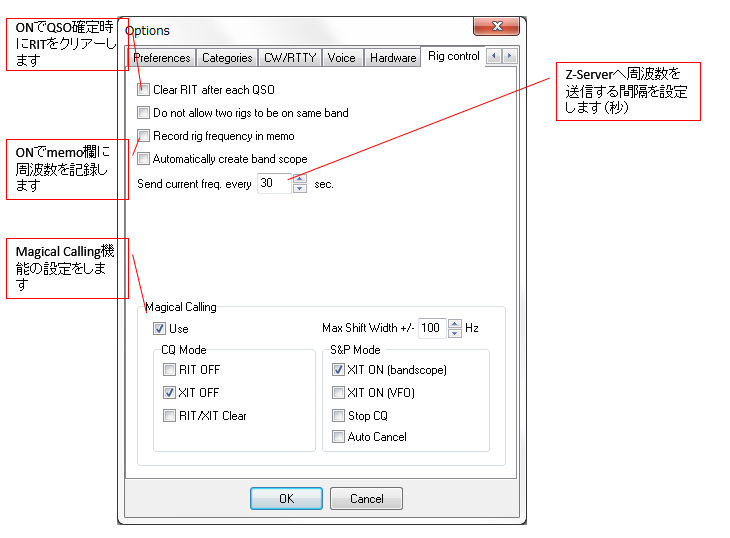 ONでQSO確定時
にRITをクリアーし
ます
Options
Preferences Categories CW/RTTY Voice Hardware Rig control
Clear RIT after each QSO
Do not allow two rigs to be on same band
Record rig frequency in memo
Automatically create band scope
Send current freq. every 30 sec.
Z-Serverへ周波数を
送信する間隔を設定
します（秒）
ONでmemo欄に
周波数を記録し
ます
Magical Calling機
能の設定をしま
す
Magical Calling
Use
Max Shift Width +/- 100 Hz
CQ Mode
RIT OFF
XIT OFF
RIT/XIT Clear
S&P Mode
XIT ON (bandscope)
XIT ON (VFO)
Stop CQ
Auto Cancel
OK Cancel